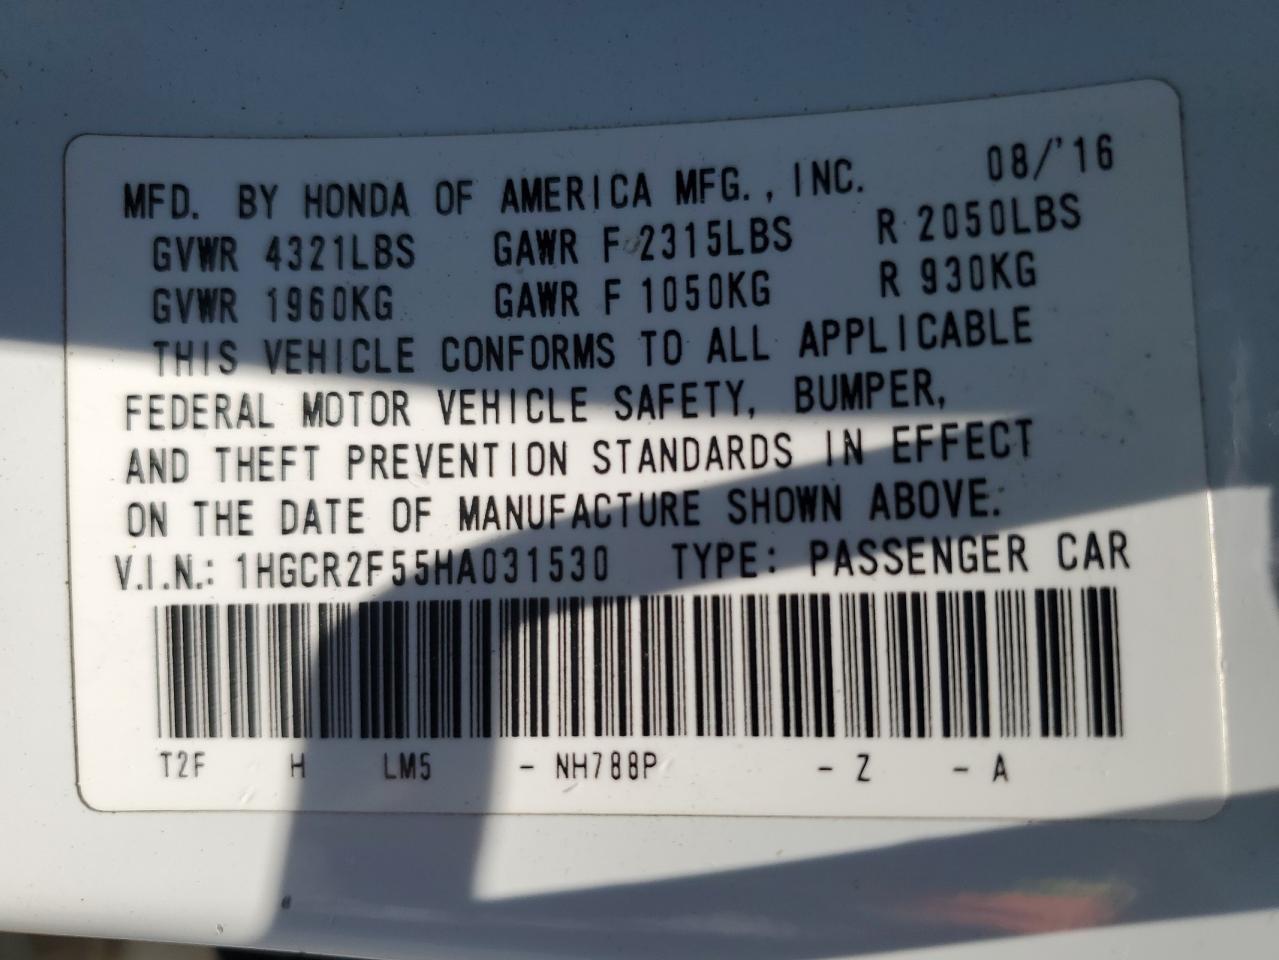 MFD. BY HONDA OF AMERICA MFG., INC. 08/'16
GVWR 4321LBS GAWR F 2315LBS R 2050LBS
GVWR 1960KG GAWR F 1050KG R 930KG
THIS VEHICLE CONFORMS TO ALL APPLICABLE
FEDERAL MOTOR VEHICLE SAFETY, BUMPER,
AND THEFT PREVENTION STANDARDS IN EFFECT
ON THE DATE OF MANUFACTURE SHOWN ABOVE.
V.I.N.: 1HGCR2F55HA031530 TYPE: PASSENGER CAR
T2F H LM5 - NH788P - Z - A